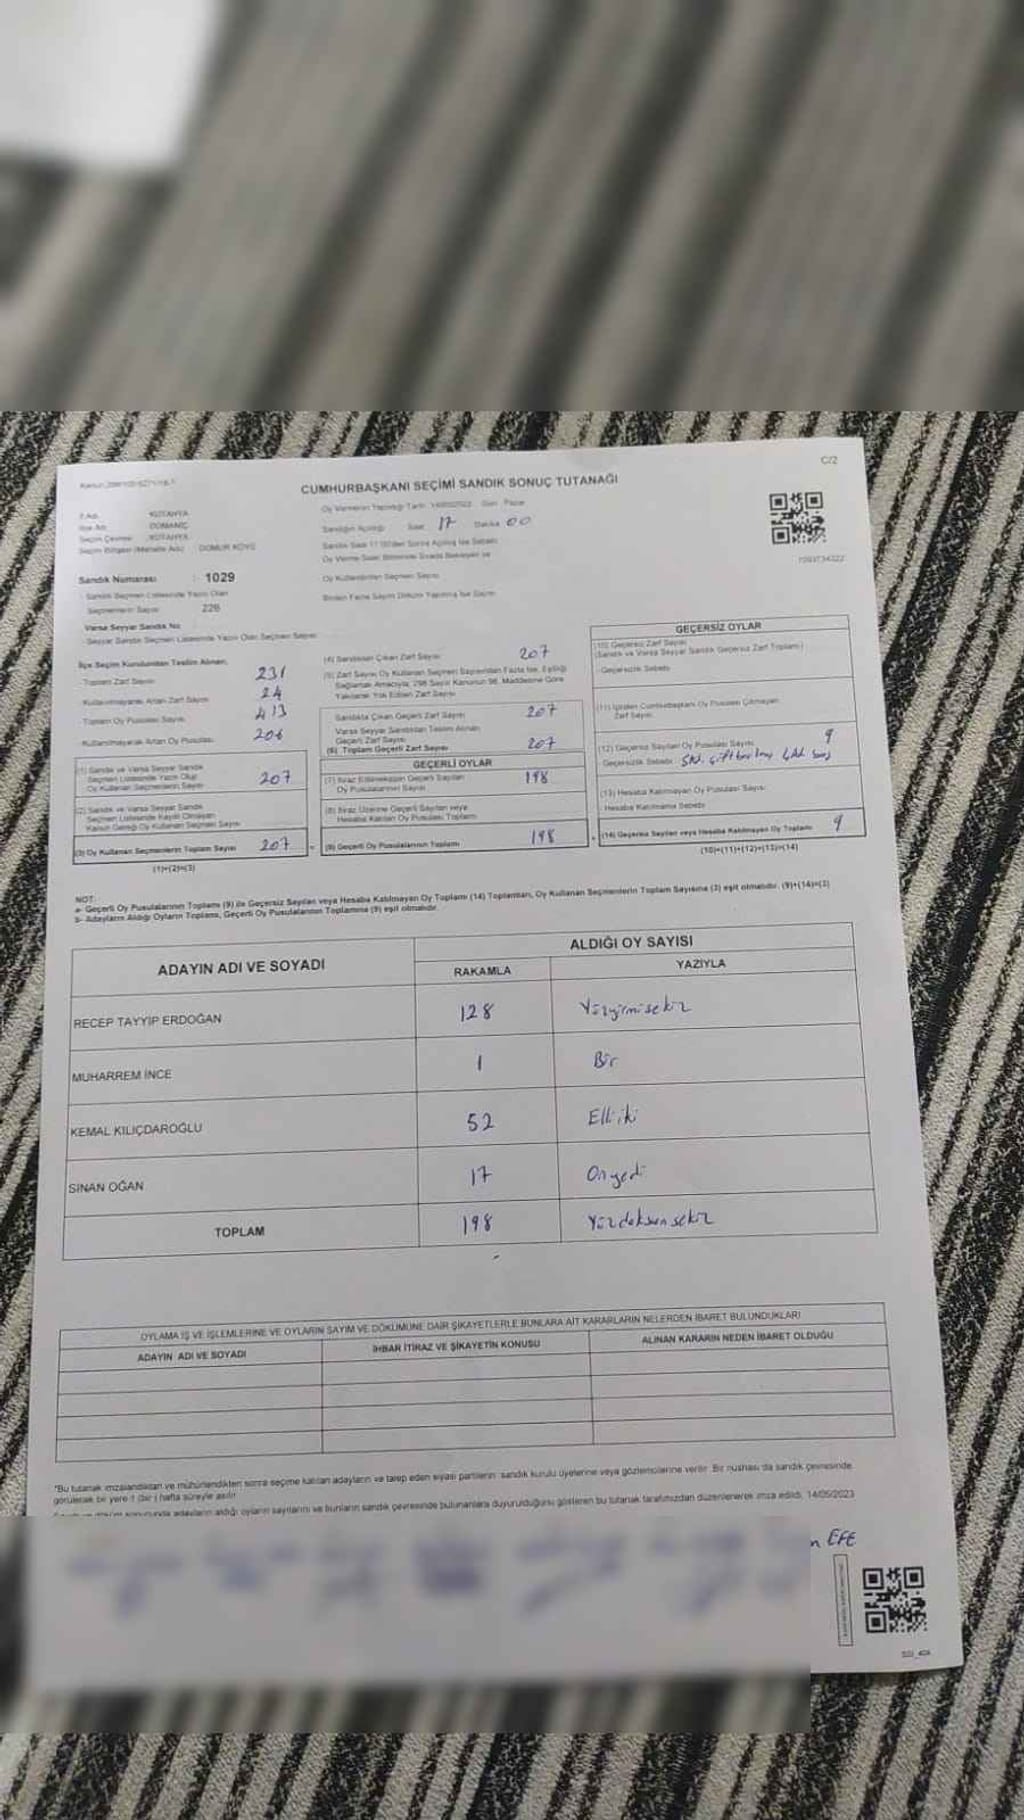 C/2
CUMHURBAŞKANI SEÇİMİ SANDIK SONUÇ TUTANAĞI
İl Adı KÜTAHYA
İlçe Adı DOMANİÇ
Seçim Çevresi KÜTAHYA
Seçim Bölgesi (Mahalle Adı) : DOMUR KÖYÜ
Sandık Numarası : 1029
Sandık Seçmen Listesinde Yazılı Olan
Seçmenlerin Sayısı 226
Varsa Seyyar Sandık No
Seyyar Sandık Seçmen Listesinde Yazılı Olan Seçmen Sayısı
Oy Vermenin Yapıldığı Tarih Gün : Pazar
Sandığın Açıldığı Saat 17 Dakika 00
Oy Kullandırılan Seçmen Sayısı
Birden Fazla Sayım Döküm Yapılmış İse Sayısı
İlçe Seçim Kurulundan Teslim Alınan;
Toplam Zarf Sayısı 231
Kullanılmayarak Artan Zarf Sayısı 24
Toplam Oy Pusulası Sayısı 413
Kullanılmayarak Artan Oy Pusulası 206
(1) Sandık ve Varsa Seyyar Sandık
Seçmen Listesinde Yazılı Olup
Oy Kullanan Seçmenlerin Sayısı 207
(2) Sandık ve Varsa Seyyar Sandık
Seçmen Listesinde Kayıtlı Olmayan
Kanun Gereği Oy Kullanan Seçmen Sayısı
(3) Oy Kullanan Seçmenlerin Toplam Sayısı 207
(1)+(2)=(3)
(4) Sandıktan Çıkan Zarf Sayısı 207
(5) Zarf Sayısı Oy Kullanan Seçmen Sayısından Fazla İse, Eşitliği
Sağlamak Amacıyla, 298 Sayılı Kanunun 98. Maddesine Göre
Yakılarak Yok Edilen Zarf Sayısı
Sandıkta Çıkan Geçerli Zarf Sayısı 207
Varsa Seyyar Sandıktan Teslim Alınan
Geçerli Zarf Sayısı
(6) Toplam Geçerli Zarf Sayısı 207
GEÇERLİ OYLAR
(7) İtiraz Edilmeksizin Geçerli Sayılan
Oy Pusulalarının Sayısı 198
(8) İtiraz Üzerine Geçerli Sayılan veya
Hesaba Katılan Oy Pusulası Toplamı
(9) Geçerli Oy Pusulalarının Toplamı 198
GEÇERSİZ OYLAR
(10) Geçersiz Zarf Sayısı
(Sandık ve Varsa Seyyar Sandık Geçersiz Zarf Toplamı)
Geçersizlik Sebebi
(11) İçinden Cumhurbaşkanı Oy Pusulası Çıkmayan
Zarf Sayısı
(12) Geçersiz Sayılan Oy Pusulası Sayısı 9
Geçersizlik Sebebi
(13) Hesaba Katılmayan Oy Pusulası Sayısı
Hesaba Katılmama Sebebi
(14) Geçersiz Sayılan veya Hesaba Katılmayan Oy Toplamı 9
(10)+(11)+(12)+(13)=(14)
NOT:
a- Geçerli Oy Pusulalarının Toplamı (9) ile Geçersiz Sayılan veya Hesaba Katılmayan Oy Toplamı (14) Toplamları, Oy Kullanan Seçmenlerin Toplam Sayısına (3) eşit olmalıdır. (9)+(14)=(3)
b- Adayların Aldığı Oyların Toplamı, Geçerli Oy Pusulalarının Toplamına (9) eşit olmalıdır.
ADAYIN ADI VE SOYADI
ALDIĞI OY SAYISI
RAKAMLA YAZIYLA
RECEP TAYYİP ERDOĞAN 128 Yüzyirmisekiz
MUHARREM İNCE 1 Bir
KEMAL KILIÇDAROĞLU 52 Elliiki
SİNAN OĞAN 17 Onyedi
TOPLAM 198 Yüzdoksansekiz
OYLAMA İŞ VE İŞLEMLERİNE VE OYLARIN SAYIM VE DÖKÜMÜNE DAİR ŞİKAYETLERLE BUNLARA AİT KARARLARIN NELERDEN İBARET BULUNDUKLARI
ADAYIN ADI VE SOYADI İHBAR İTİRAZ VE ŞİKAYETİN KONUSU ALINAN KARARIN NEDEN İBARET OLDUĞU
*Bu tutanak imzalandıktan ve mühürlendikten sonra seçime katılan adayların ve talep eden siyasi partilerin sandık kurulu üyelerine veya gözlemcilerine verilir. Bir nüshası da sandık çevresinde
görülecek bir yere 1 (bir) hafta süreyle asılır.
sonucunda adayların aldığı oyların sayılarını ve bunların sandık çevresinde bulunanlara duyurulduğunu gösteren bu tutanak tarafımızdan düzenlenerek imza edildi. 14/05/2023
n EFE